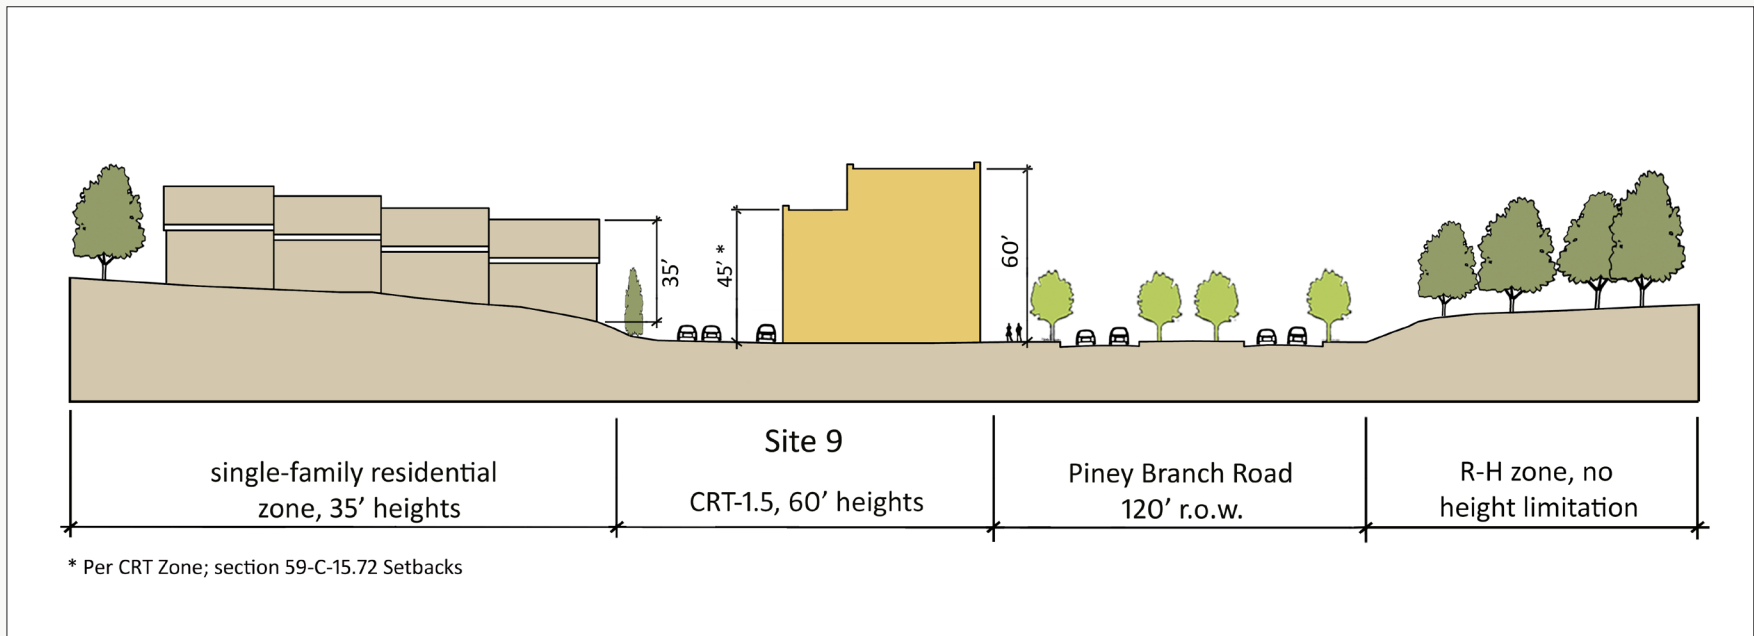 35’
45’ *
60’
single-family residential
zone, 35’ heights
Site 9
CRT-1.5, 60’ heights
Piney Branch Road
120’ r.o.w.
R-H zone, no
height limitation
* Per CRT Zone; section 59-C-15.72 Setbacks